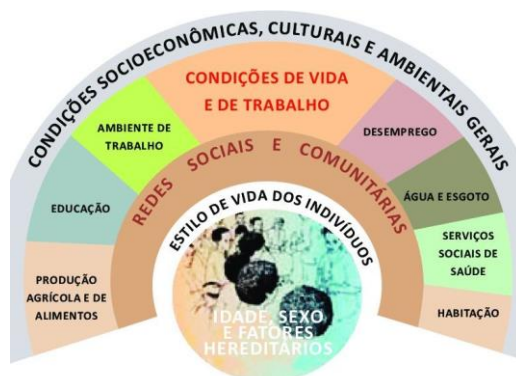 CONDIÇÕES SOCIOECONÔMICAS, CULTURAIS E AMBIENTAIS GERAIS
CONDIÇÕES DE VIDA
E DE TRABALHO
AMBIENTE DE
TRABALHO
DESEMPREGO
REDES SOCIAIS E COMUNITÁRIAS
EDUCAÇÃO
ÁGUA E ESGOTO
ESTILO DE VIDA DOS INDIVÍDUOS
SERVIÇOS
SOCIAIS DE
SAÚDE
PRODUÇÃO
AGRÍCOLA E DE
ALIMENTOS
HABITAÇÃO
IDADE, SEXO
E FATORES
HEREDITÁRIOS